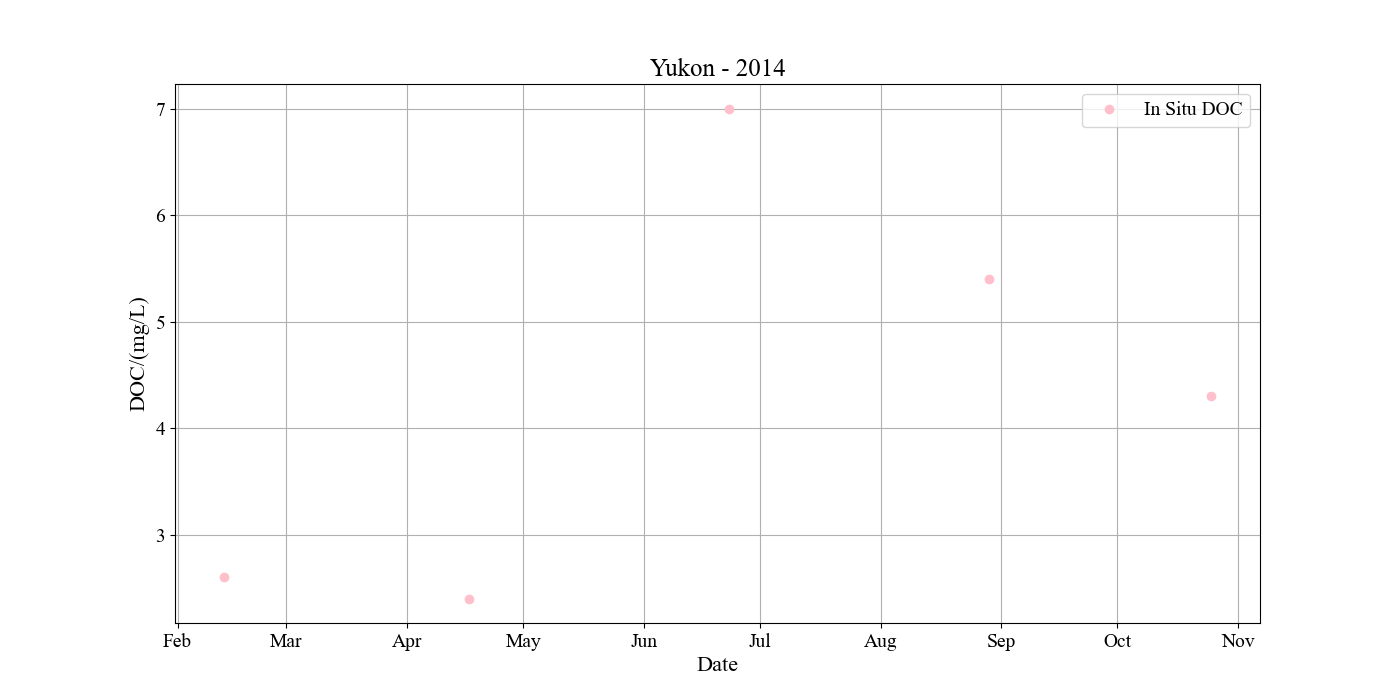 Yukon - 2014
In Situ DOC
DOC/(mg/L)
7
6
5
4
3
Feb Mar Apr May Jun Jul Aug Sep Oct Nov
Date